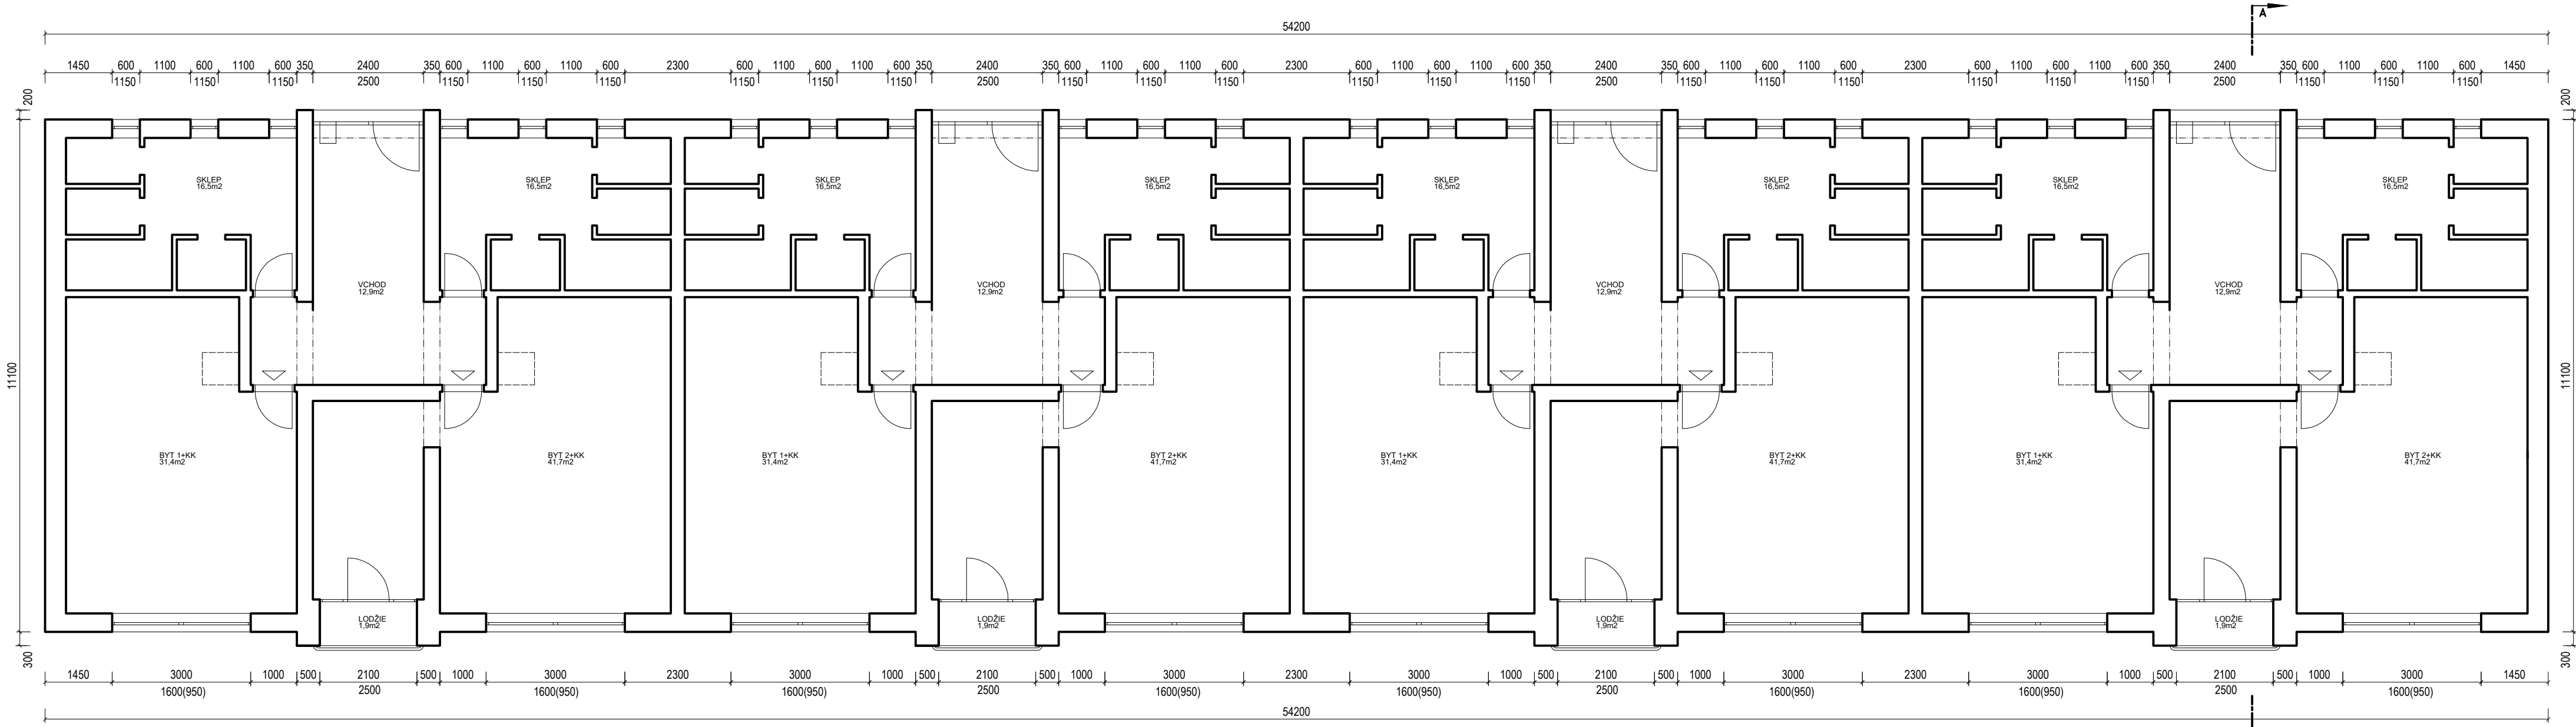 A
54200
1450 600 1100 600 1100 600 350 2400 350 600 1100 600 1100 600 2300 600 1100 600 1100 600 350 2400 350 600 1100 600 1100 600 2300 600 1100 600 1100 600 350 2400 350 600 1100 600 1100 600 2300 600 1100 600 1100 600 350 2400 350 600 1100 600 1100 600 1450
1150 1150 1150 2500 1150 1150 1150 1150 1150 1150 2500 1150 1150 1150 1150 1150 1150 2500 1150 1150 1150 1150 1150 1150 2500 1150 1150 1150
200 200
SKLEP SKLEP SKLEP SKLEP SKLEP SKLEP SKLEP SKLEP
16,5m2 16,5m2 16,5m2 16,5m2 16,5m2 16,5m2 16,5m2 16,5m2
VCHOD VCHOD VCHOD VCHOD
12,9m2 12,9m2 12,9m2 12,9m2
11100 11100
BYT 1+KK BYT 2+KK BYT 1+KK BYT 2+KK BYT 1+KK BYT 2+KK BYT 1+KK BYT 2+KK
31,4m2 41,7m2 31,4m2 41,7m2 31,4m2 41,7m2 31,4m2 41,7m2
LODŽIE LODŽIE LODŽIE LODŽIE
1,9m2 1,9m2 1,9m2 1,9m2
300 300
1450 3000 1000 500 2100 500 1000 3000 2300 3000 1000 500 2100 500 1000 3000 2300 3000 1000 500 2100 500 1000 3000 2300 3000 1000 500 2100 500 1000 3000 1450
1600(950) 2500 1600(950) 1600(950) 2500 1600(950) 1600(950) 2500 1600(950) 1600(950) 2500 1600(950)
54200